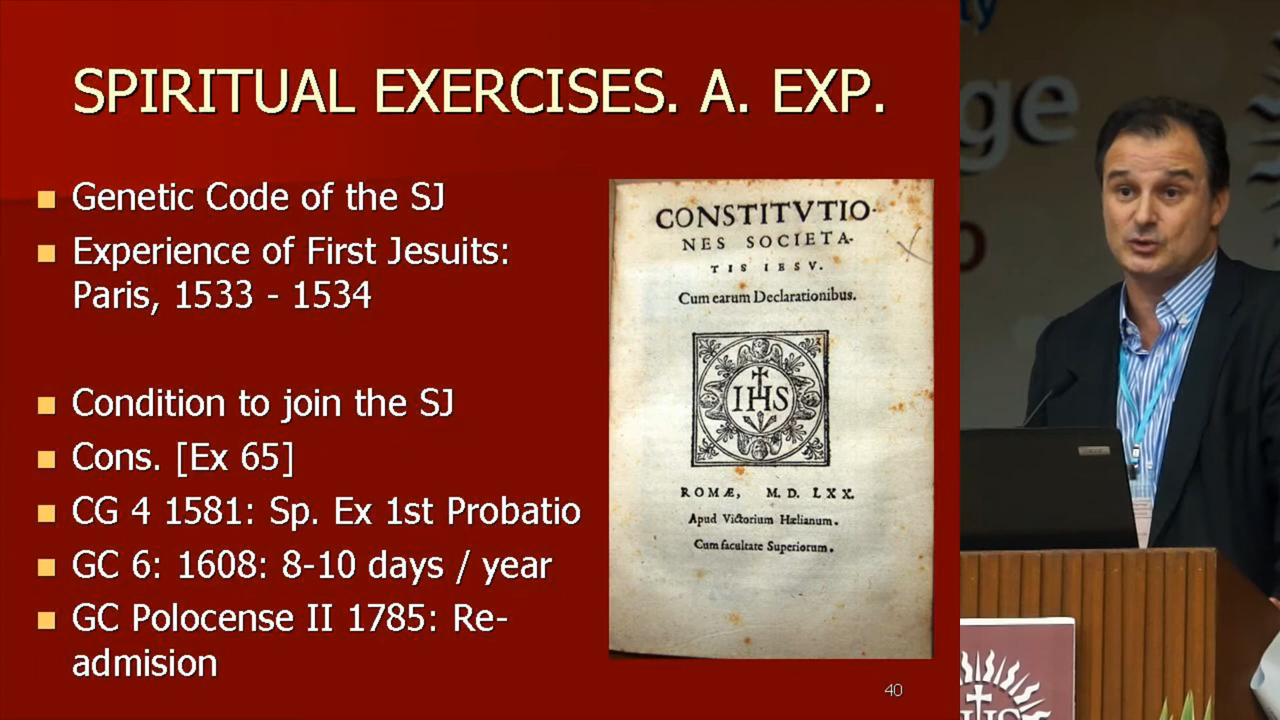 SPIRITUAL EXERCISES. A. EXP.
Genetic Code of the SJ
Experience of First Jesuits:
Paris, 1533 - 1534
Condition to join the SJ
Cons. [Ex 65]
CG 4 1581: Sp. Ex 1st Probatio
GC 6: 1608: 8-10 days / year
GC Polocense II 1785: Re-
admision
CONSTITVTIO-
NES SOCIETA-
TIS IESV.
Cum earum Declarationibus.
IHS
ROMÆ, M. D. LXX.
Apud Victorium Hælianum.
Cum facultate Superiorum.
40
ty
ge
o
IHS